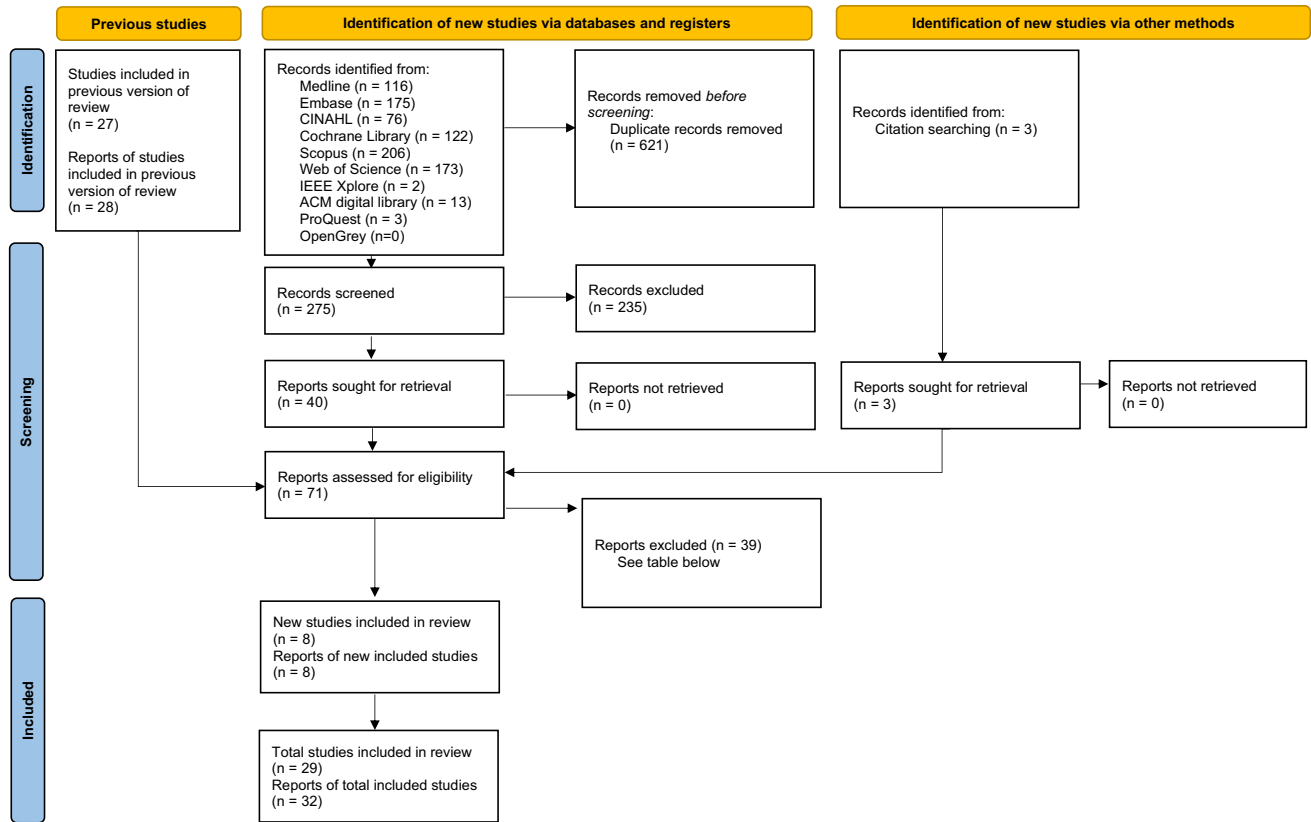 Previous studies
Identification of new studies via databases and registers
Identification of new studies via other methods
Identification
Studies included in
previous version of
review
(n = 27)
Reports of studies
included in previous
version of review
(n = 28)
Records identified from:
Medline (n = 116)
Embase (n = 175)
CINAHL (n = 76)
Cochrane Library (n = 122)
Scopus (n = 206)
Web of Science (n = 173)
IEEE Xplore (n = 2)
ACM digital library (n = 13)
ProQuest (n = 3)
OpenGrey (n=0)
Records removed before
screening:
Duplicate records removed
(n = 621)
Records identified from:
Citation searching (n = 3)
Screening
Records screened
(n = 275)
Records excluded
(n = 235)
Reports sought for retrieval
(n = 40)
Reports not retrieved
(n = 0)
Reports sought for retrieval
(n = 3)
Reports not retrieved
(n = 0)
Reports assessed for eligibility
(n = 71)
Reports excluded (n = 39)
See table below
Included
New studies included in review
(n = 8)
Reports of new included studies
(n = 8)
Total studies included in review
(n = 29)
Reports of total included studies
(n = 32)